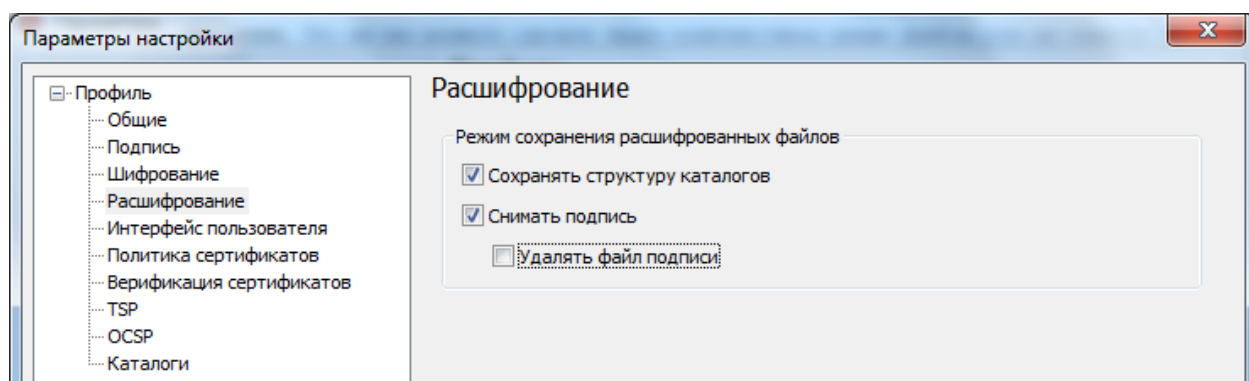 Параметры настройки
Профиль
Общие
Подпись
Шифрование
Расшифрование
Интерфейс пользователя
Политика сертификатов
Верификация сертификатов
TSP
OCSP
Каталоги
Расшифрование
Режим сохранения расшифрованных файлов
Сохранять структуру каталогов
Снимать подпись
Удалять файл подписи